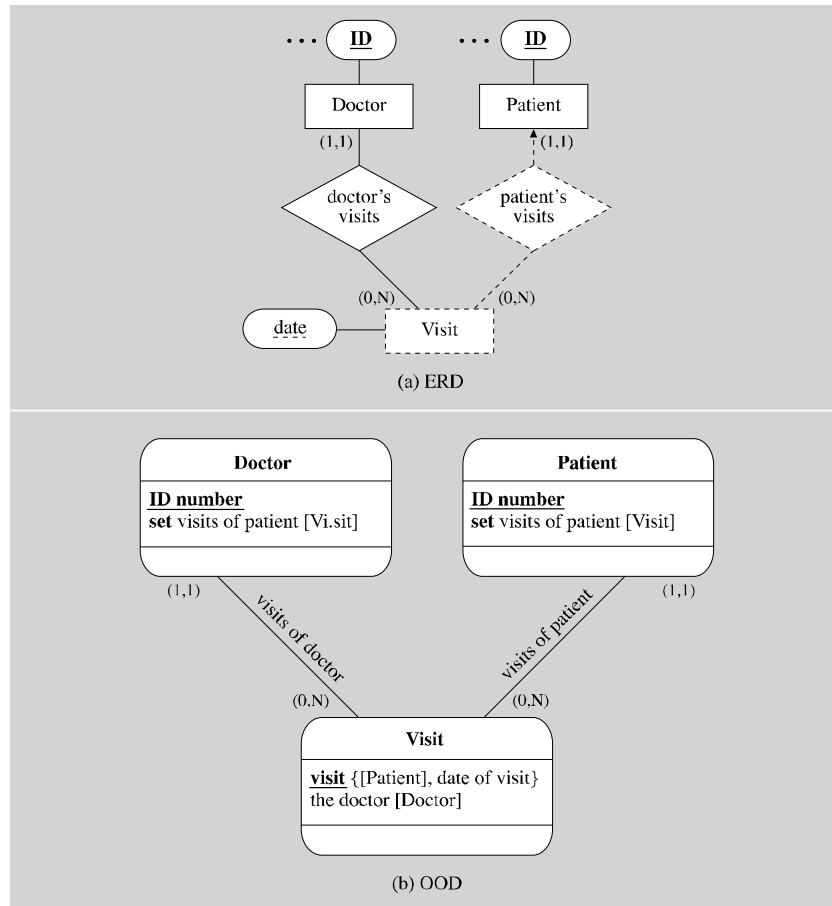 ... ID ... ID
Doctor Patient
(1,1) (1,1)
doctor's patient's
visits visits
(0,N) (0,N)
date Visit
(a) ERD
Doctor Patient
ID number ID number
set visits of patient [Vi.sit] set visits of patient [Visit]
(1,1) (1,1)
visits of doctor visits of patient
(0,N) (0,N)
Visit
visit {[Patient], date of visit}
the doctor [Doctor]
(b) OOD